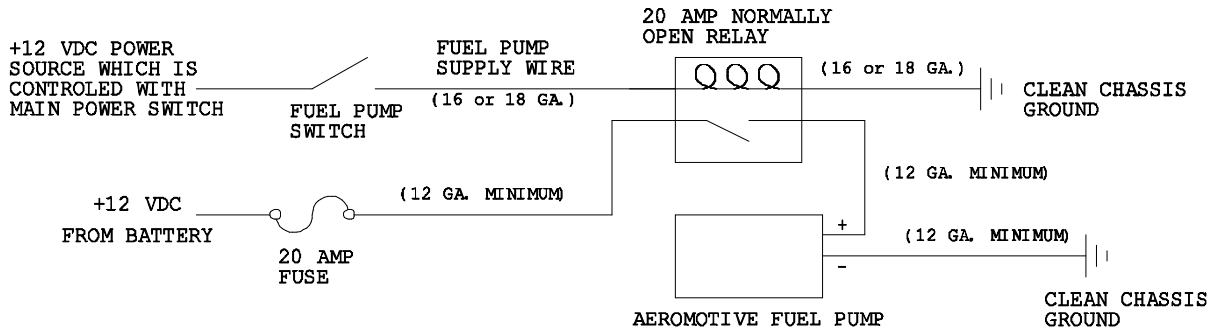 20 AMP NORMALLY
OPEN RELAY
+12 VDC POWER
SOURCE WHICH IS
CONTROLED WITH
MAIN POWER SWITCH
FUEL PUMP
SUPPLY WIRE
(16 or 18 GA.)
(16 or 18 GA.)
CLEAN CHASSIS
GROUND
FUEL PUMP
SWITCH
(12 GA. MINIMUM)
(12 GA. MINIMUM)
+12 VDC
FROM BATTERY
20 AMP
FUSE
+
-
(12 GA. MINIMUM)
CLEAN CHASSIS
GROUND
AEROMOTIVE FUEL PUMP